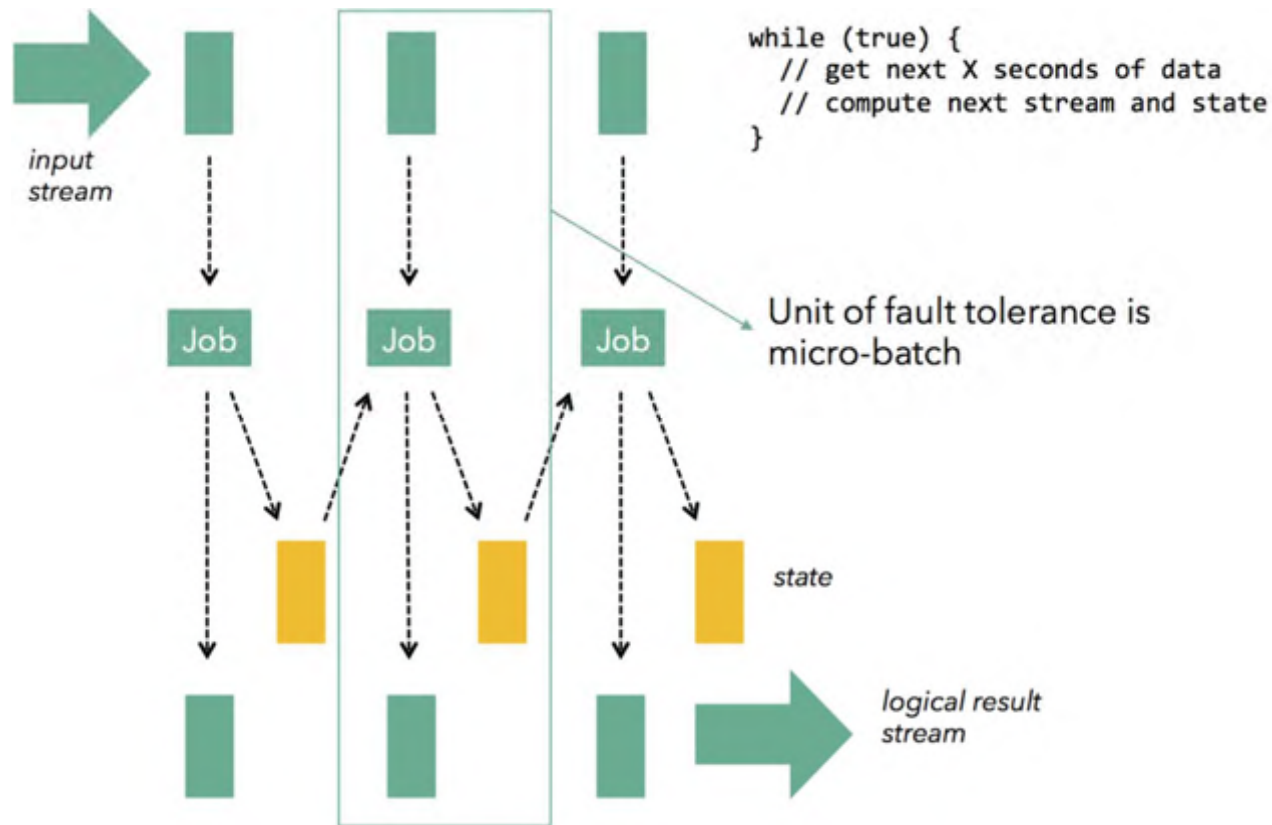 while (true) {
// get next X seconds of data
// compute next stream and state
}
input
stream
Job
Job
Job
Unit of fault tolerance is
micro-batch
state
logical result
stream